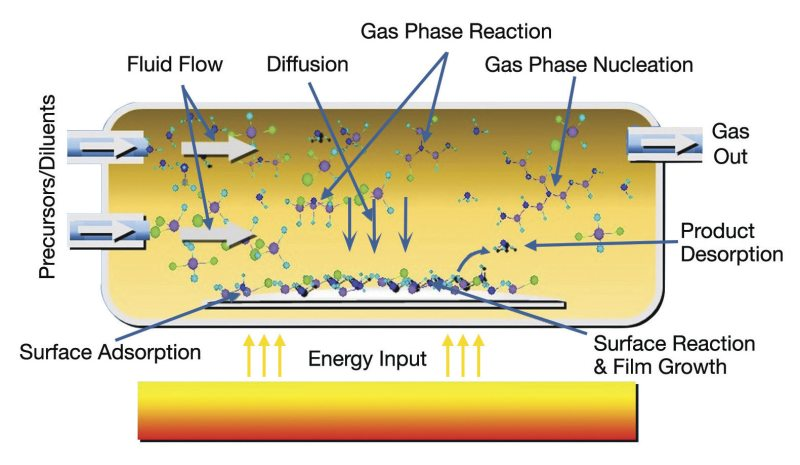 Gas Phase Reaction
Fluid Flow
Diffusion
Gas Phase Nucleation
Precursors/Diluents
Gas
Out
Product
Desorption
Surface Adsorption
Energy Input
Surface Reaction
& Film Growth